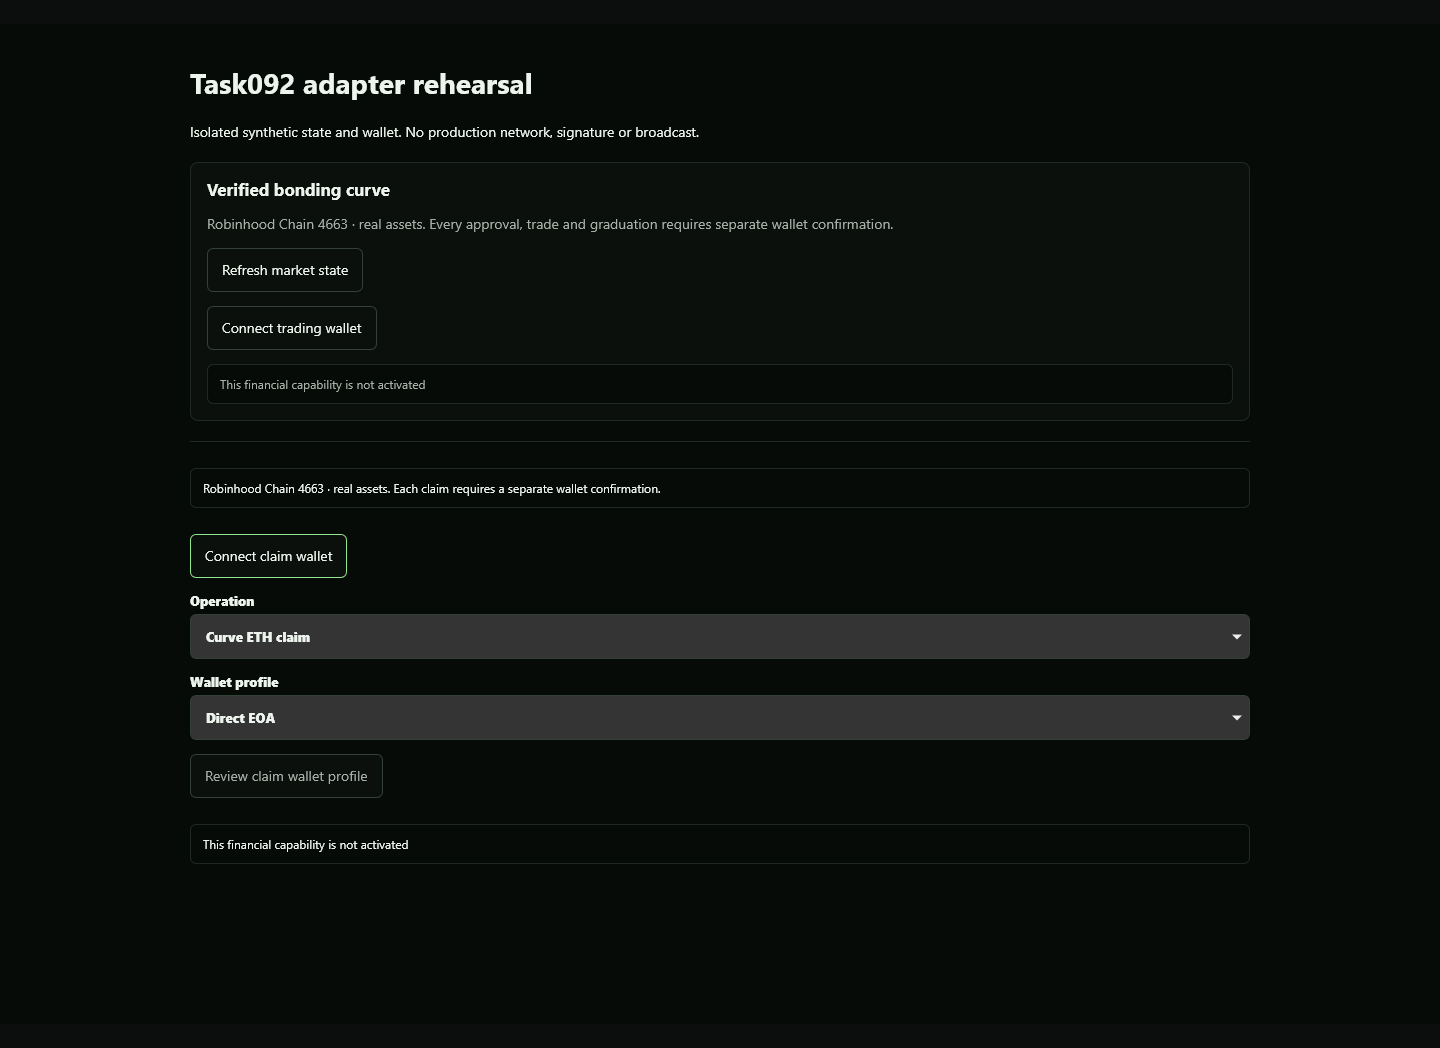 Task092 adapter rehearsal
Isolated synthetic state and wallet. No production network, signature or broadcast.
Verified bonding curve
Robinhood Chain 4663 · real assets. Every approval, trade and graduation requires separate wallet confirmation.
Refresh market state
Connect trading wallet
This financial capability is not activated
Robinhood Chain 4663 · real assets. Each claim requires a separate wallet confirmation.
Connect claim wallet
Operation
Curve ETH claim
Wallet profile
Direct EOA
Review claim wallet profile
This financial capability is not activated